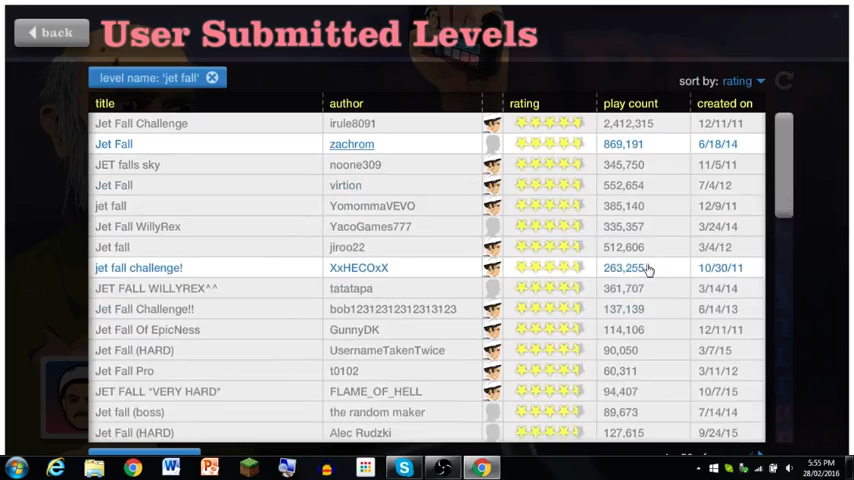 back
User Submitted Levels
level name: 'jet fall'
sort by: rating
title author rating play count created on
Jet Fall Challenge irule8091 2,412,315 12/11/11
Jet Fall zachrom 869,191 6/18/14
JET falls sky noone309 345,750 11/5/11
Jet Fall virtion 552,654 7/4/12
jet fall YomommaVEVO 385,140 12/9/11
Jet Fall WillyRex YacoGames777 335,357 3/24/14
Jet fall jiroo22 512,606 3/4/12
jet fall challenge! XxHECOxX 263,255 10/30/11
JET FALL WILLYREX^^ tatatapa 361,707 3/14/14
Jet Fall Challenge!! bob12312312312313123 137,139 6/14/13
Jet Fall Of EpicNess GunnyDK 114,106 12/11/11
Jet Fall (HARD) UsernameTakenTwice 90,050 3/7/15
Jet Fall Pro t0102 60,311 3/11/12
JET FALL *VERY HARD* FLAME_OF_HELL 94,407 10/7/15
Jet fall (boss) the random maker 89,673 7/14/14
Jet Fall (HARD) Alec Rudzki 127,615 9/24/15
5:55 PM
28/02/2016